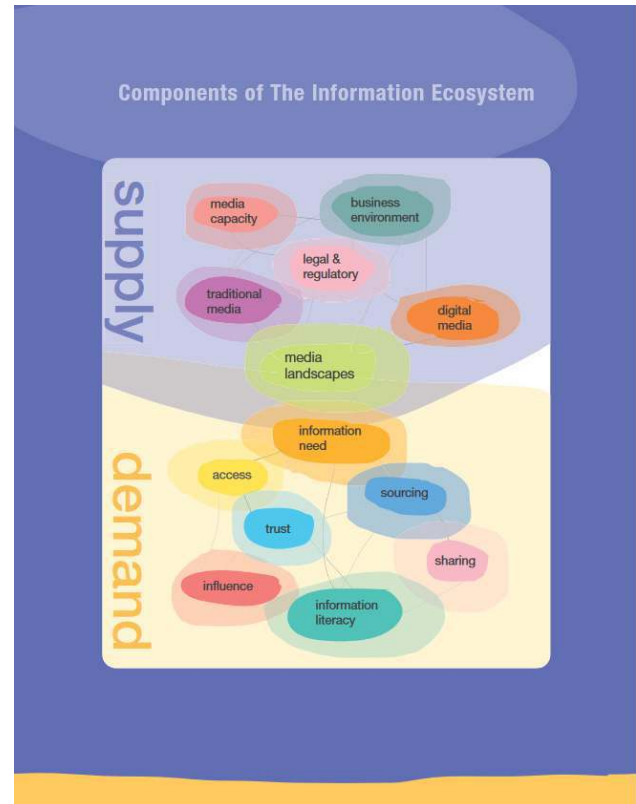 Components of The Information Ecosystem
supply
media
capacity
business
environment
legal &
regulatory
traditional
media
digital
media
media
landscapes
demand
information
need
access
sourcing
trust
sharing
influence
information
literacy